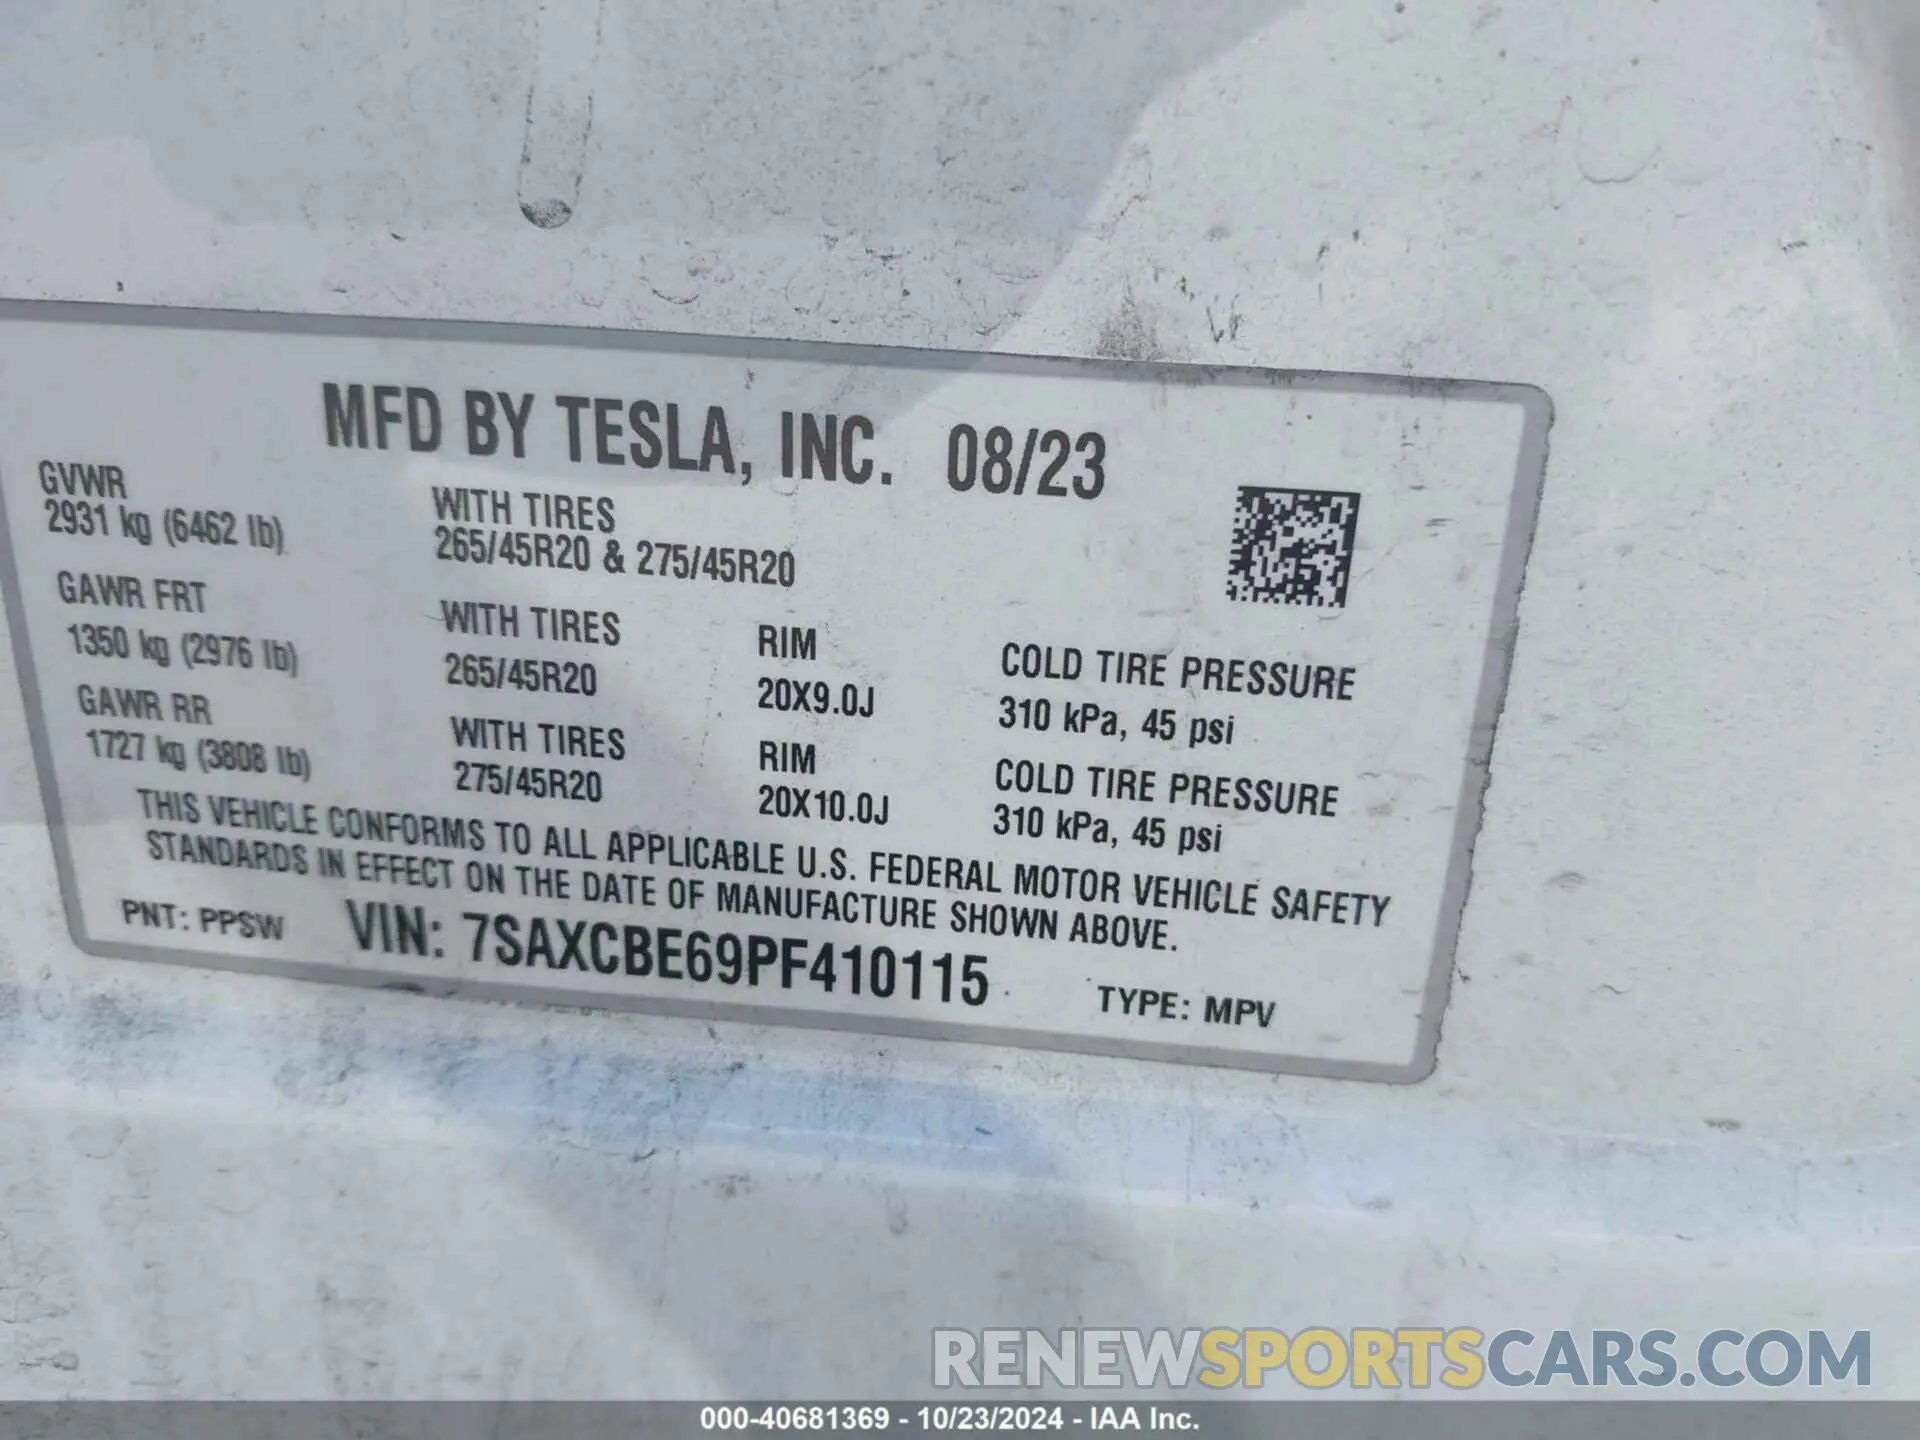 MFD BY TESLA, INC. 08/23
GVWR
2931 kg (6462 lb)
WITH TIRES
265/45R20 & 275/45R20
GAWR FRT
1350 kg (2976 lb)
WITH TIRES
265/45R20
RIM
20X9.0J
COLD TIRE PRESSURE
310 kPa, 45 psi
GAWR RR
1727 kg (3808 lb)
WITH TIRES
275/45R20
RIM
20X10.0J
COLD TIRE PRESSURE
310 kPa, 45 psi
THIS VEHICLE CONFORMS TO ALL APPLICABLE U.S. FEDERAL MOTOR VEHICLE SAFETY
STANDARDS IN EFFECT ON THE DATE OF MANUFACTURE SHOWN ABOVE.
PNT: PPSW VIN: 7SAXCBE69PF410115 TYPE: MPV
RENEWSPORTSCARS.COM
000-40681369 - 10/23/2024 - IAA Inc.